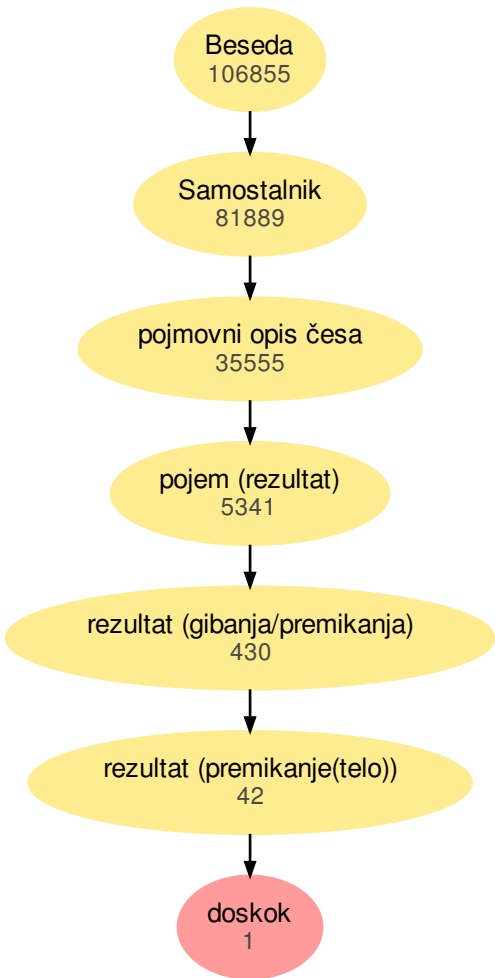 Beseda
106855
Samostalnik
81889
pojmovni opis česa
35555
pojem (rezultat)
5341
rezultat (gibanja/premikanja)
430
rezultat (premikanje(telo))
42
doskok
1